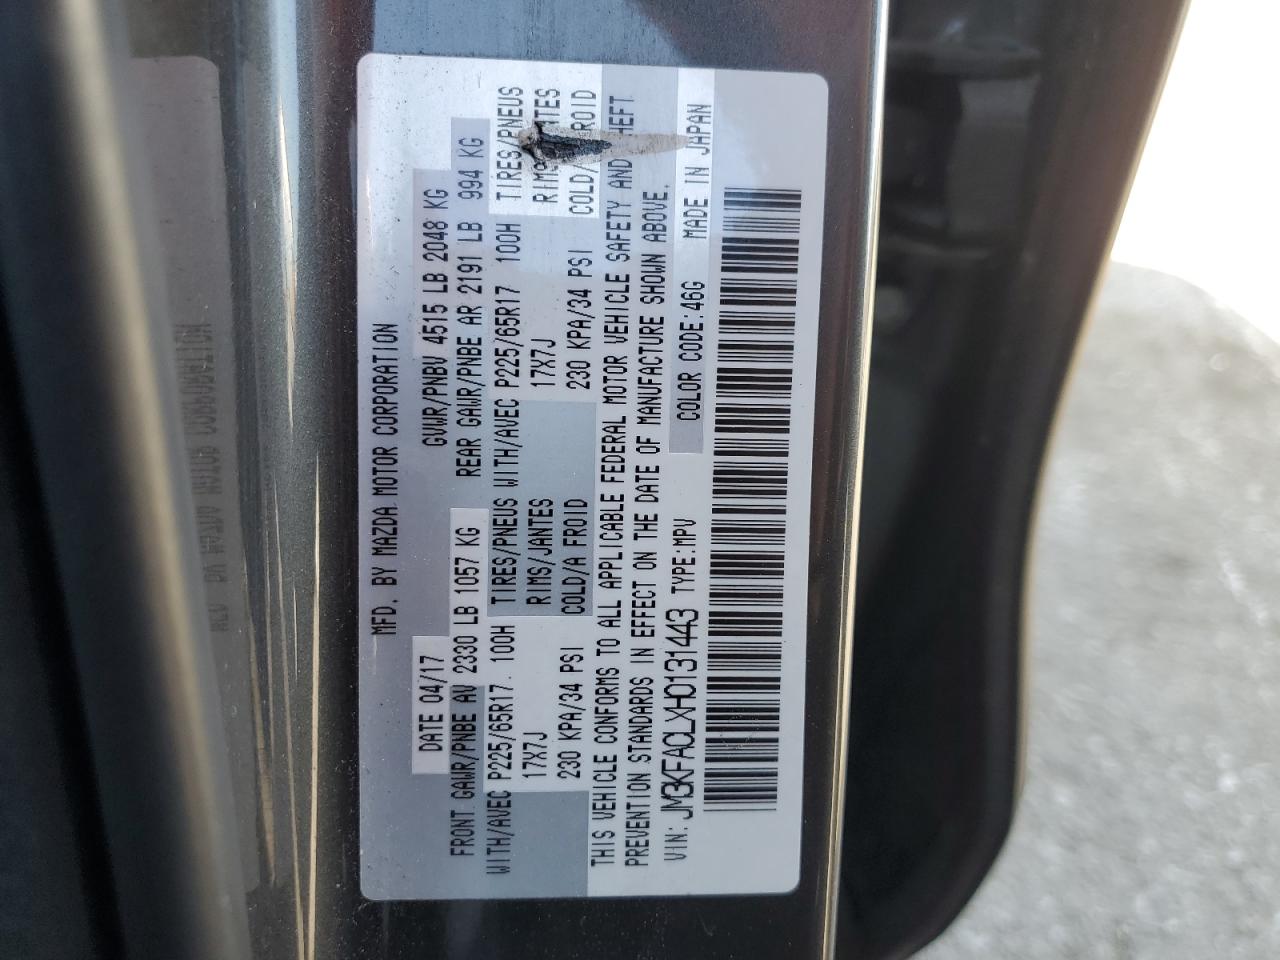 MFD. BY MAZDA MOTOR CORPORATION
DATE 04/17 GVWR/PNBV 4515 LB 2048 KG
FRONT GAWR/PNBE AV 2330 LB 1057 KG REAR GAWR/PNBE AR 2191 LB 994 KG
WITH/AVEC P225/65R17. 100H TIRES/PNEUS WITH/AVEC P225/65R17 100H TIRES/PNEUS
17X7J RIMS/JANTES 17X7J
230 KPA/34 PSI COLD/A FROID 230 KPA/34 PSI
THIS VEHICLE CONFORMS TO ALL APPLICABLE FEDERAL MOTOR VEHICLE SAFETY AND
PREVENTION STANDARDS IN EFFECT ON THE DATE OF MANUFACTURE SHOWN ABOVE.
VIN: JM3KFACLXH0131443 TYPE:MPV COLOR CODE:46G MADE IN JAPAN